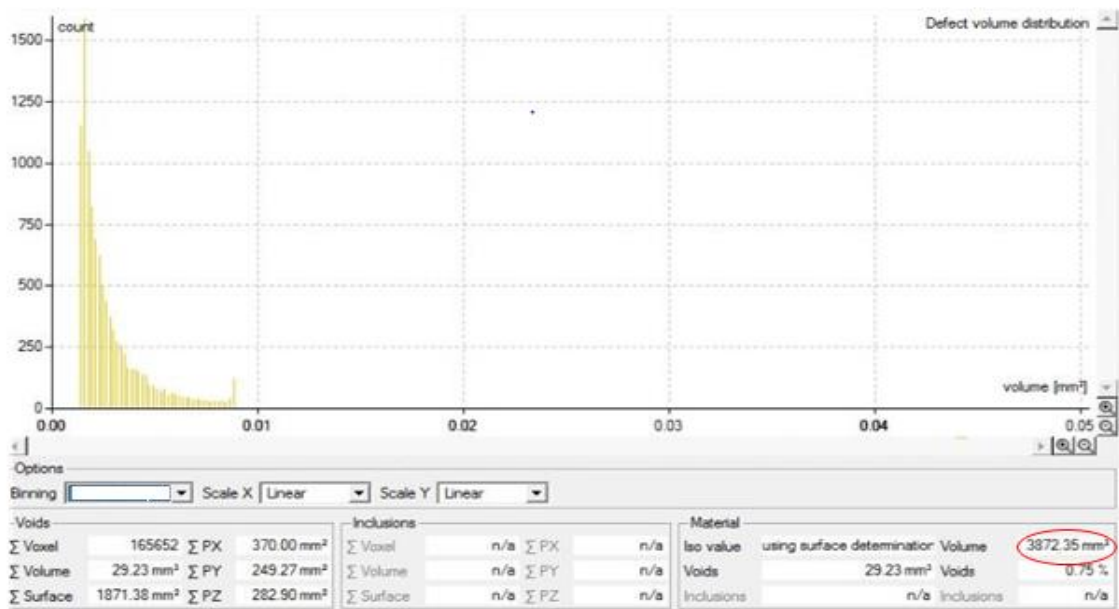 count
Defect volume distribution
1500
1250
1000
750
500
250
volume [mm³]
0
0.00 0.01 0.02 0.03 0.04 0.05
Options
Binning Scale X Linear Scale Y Linear
Voids Inclusions Material
Σ Voxel 165652 Σ PX 370.00 mm² Σ Voxel n/a Σ PX n/a Iso value using surface determination Volume 3872.35 mm³
Σ Volume 29.23 mm³ Σ PY 249.27 mm² Σ Volume n/a Σ PY n/a Voids 29.23 mm³ Voids 0.75 %
Σ Surface 1871.38 mm² Σ PZ 282.90 mm² Σ Surface n/a Σ PZ n/a Inclusions n/a Inclusions n/a